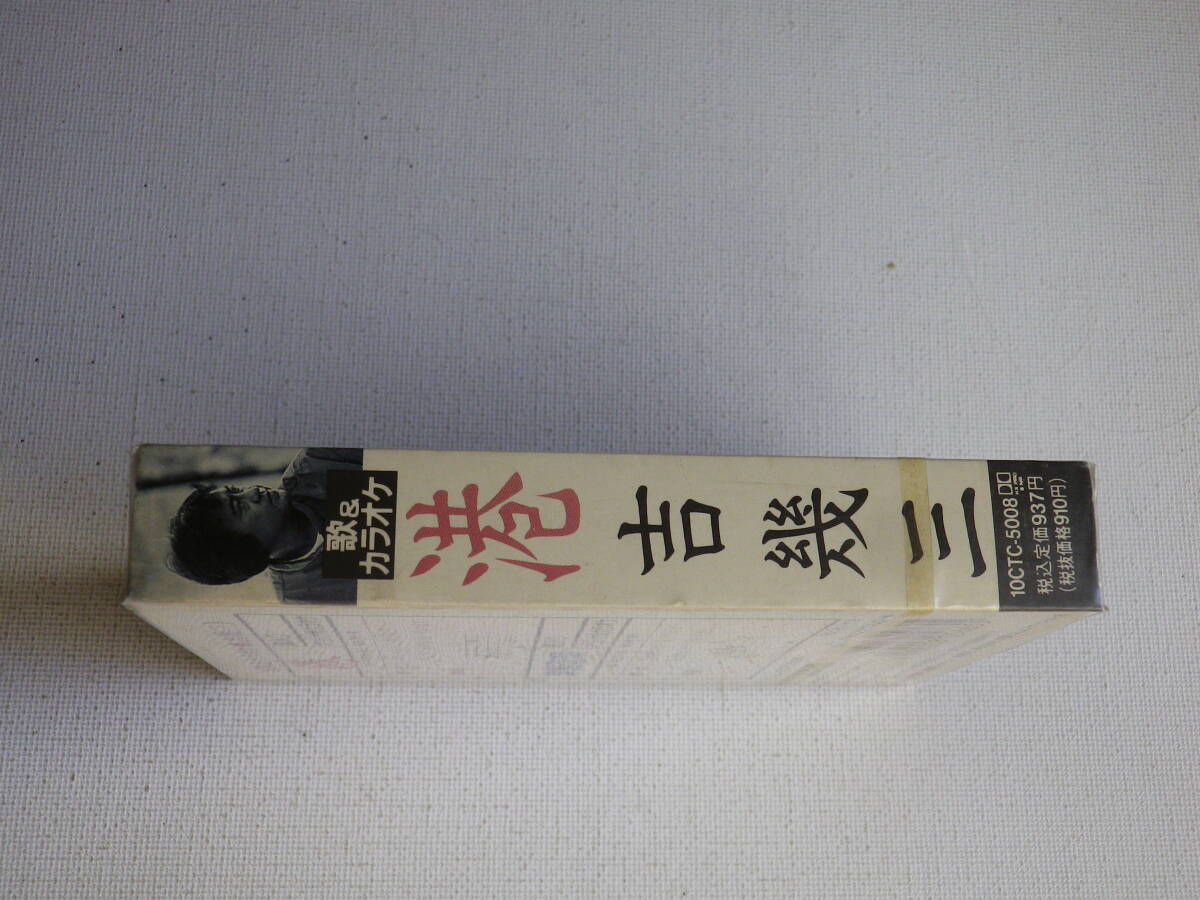 歌&
カラオケ
港
吉幾三
10CTC-5008
税込定価937円
(税抜価格910円)